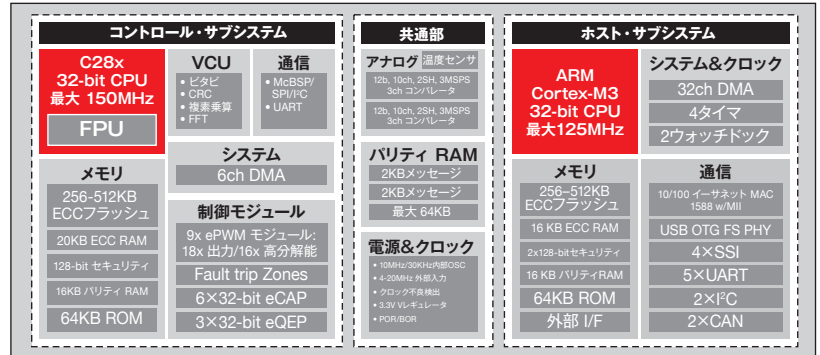 コントロール・サブシステム
C28x
32-bit CPU
最大 150MHz
FPU
VCU
• ビタビ
• CRC
• 複素乗算
• FFT
通信
• McBSP/
SPI/I²C
• UART
システム
6ch DMA
メモリ
256-512KB
ECCフラッシュ
20KB ECC RAM
128-bit セキュリティ
16KB パリティ RAM
64KB ROM
制御モジュール
9x ePWM モジュール:
18x 出力/16x 高分解能
Fault trip Zones
6×32-bit eCAP
3×32-bit eQEP
共通部
アナログ 温度センサ
12b, 10ch, 2SH, 3MSPS
3ch コンパレータ
12b, 10ch, 2SH, 3MSPS
3ch コンパレータ
パリティ RAM
2KBメッセージ
2KBメッセージ
最大 64KB
電源&クロック
• 10MHz/30KHz内部OSC
• 4-20MHz 外部入力
• クロック不良検出
• 3.3V Vレギュレータ
• POR/BOR
ホスト・サブシステム
ARM
Cortex-M3
32-bit CPU
最大125MHz
システム&クロック
32ch DMA
4タイマ
2ウォッチドック
メモリ
256–512KB
ECCフラッシュ
16 KB ECC RAM
2x128-bitセキュリティ
16 KB パリティRAM
64KB ROM
外部 I/F
通信
10/100 イーサネット MAC
1588 w/MII
USB OTG FS PHY
4×SSI
5×UART
2×I²C
2×CAN